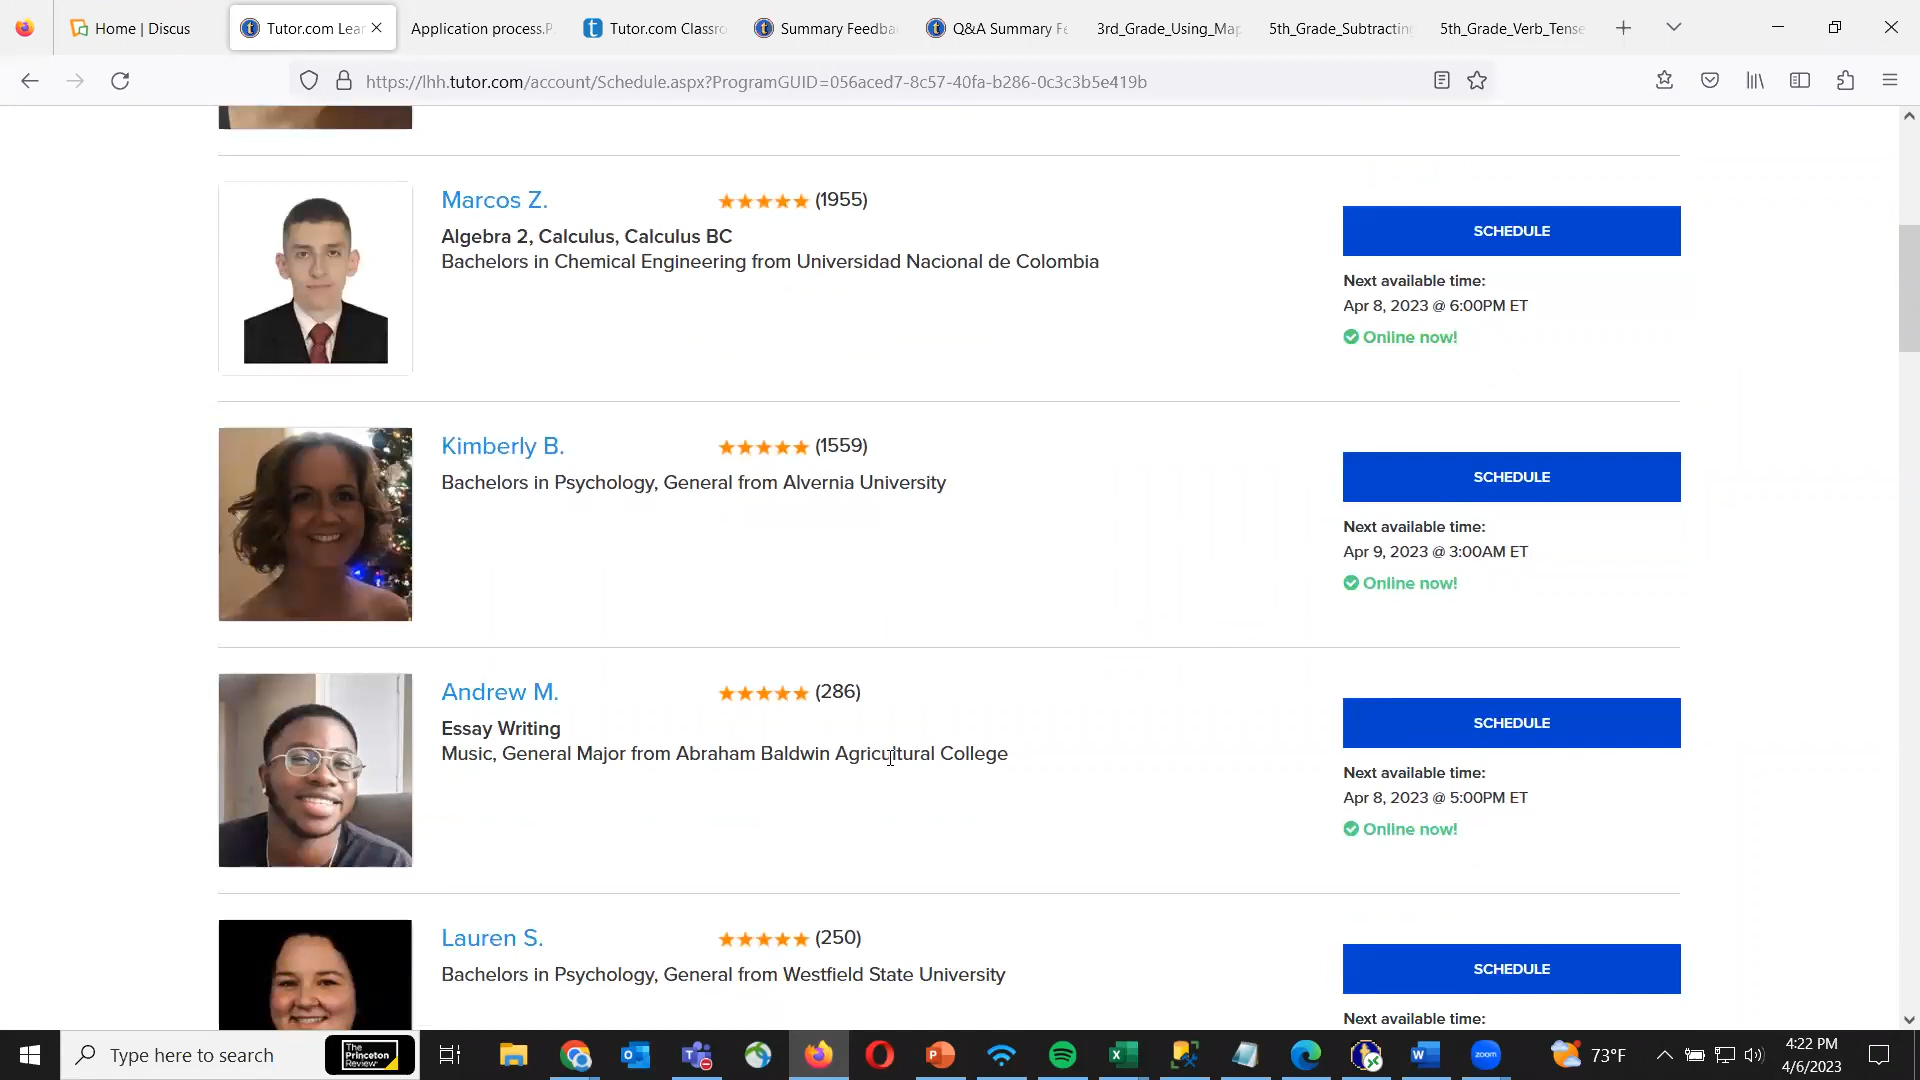 Home | Discus
Tutor.com Lear
Application process.P
Tutor.com Classro
Summary Feedba
Q&A Summary Fe
3rd_Grade_Using_Map
5th_Grade_Subtracting
5th_Grade_Verb_Tense
https://lhh.tutor.com/account/Schedule.aspx?ProgramGUID=056aced7-8c57-40fa-b286-0c3c3b5e419b
Marcos Z.
(1955)
Algebra 2, Calculus, Calculus BC
Bachelors in Chemical Engineering from Universidad Nacional de Colombia
SCHEDULE
Next available time:
Apr 8, 2023 @ 6:00PM ET
Online now!
Kimberly B.
(1559)
Bachelors in Psychology, General from Alvernia University
SCHEDULE
Next available time:
Apr 9, 2023 @ 3:00AM ET
Online now!
Andrew M.
(286)
Essay Writing
Music, General Major from Abraham Baldwin Agricultural College
SCHEDULE
Next available time:
Apr 8, 2023 @ 5:00PM ET
Online now!
Lauren S.
(250)
Bachelors in Psychology, General from Westfield State University
SCHEDULE
Next available time:
Type here to search
The
Princeton
Review
zoom
73°F
4:22 PM
4/6/2023